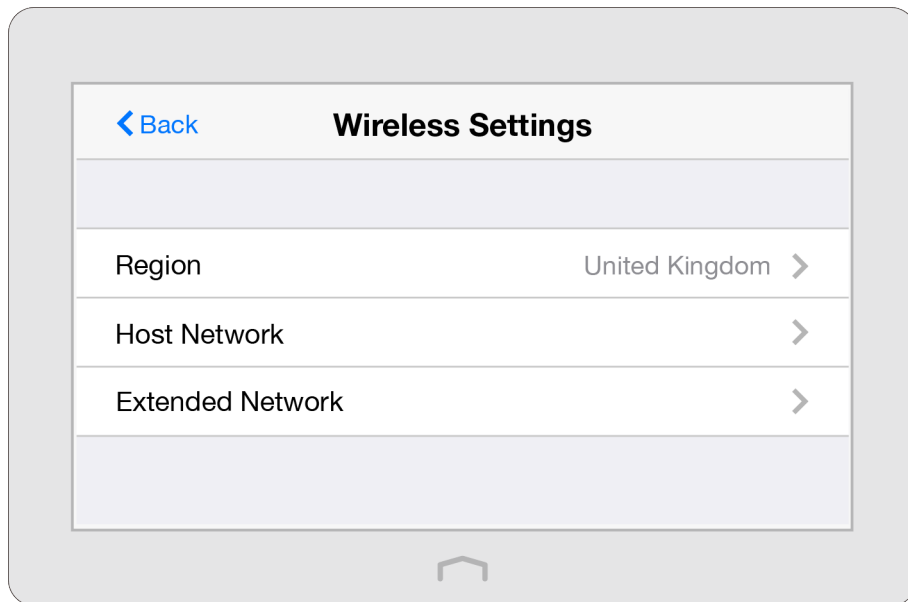 Back
Wireless Settings
Region United Kingdom
Host Network
Extended Network